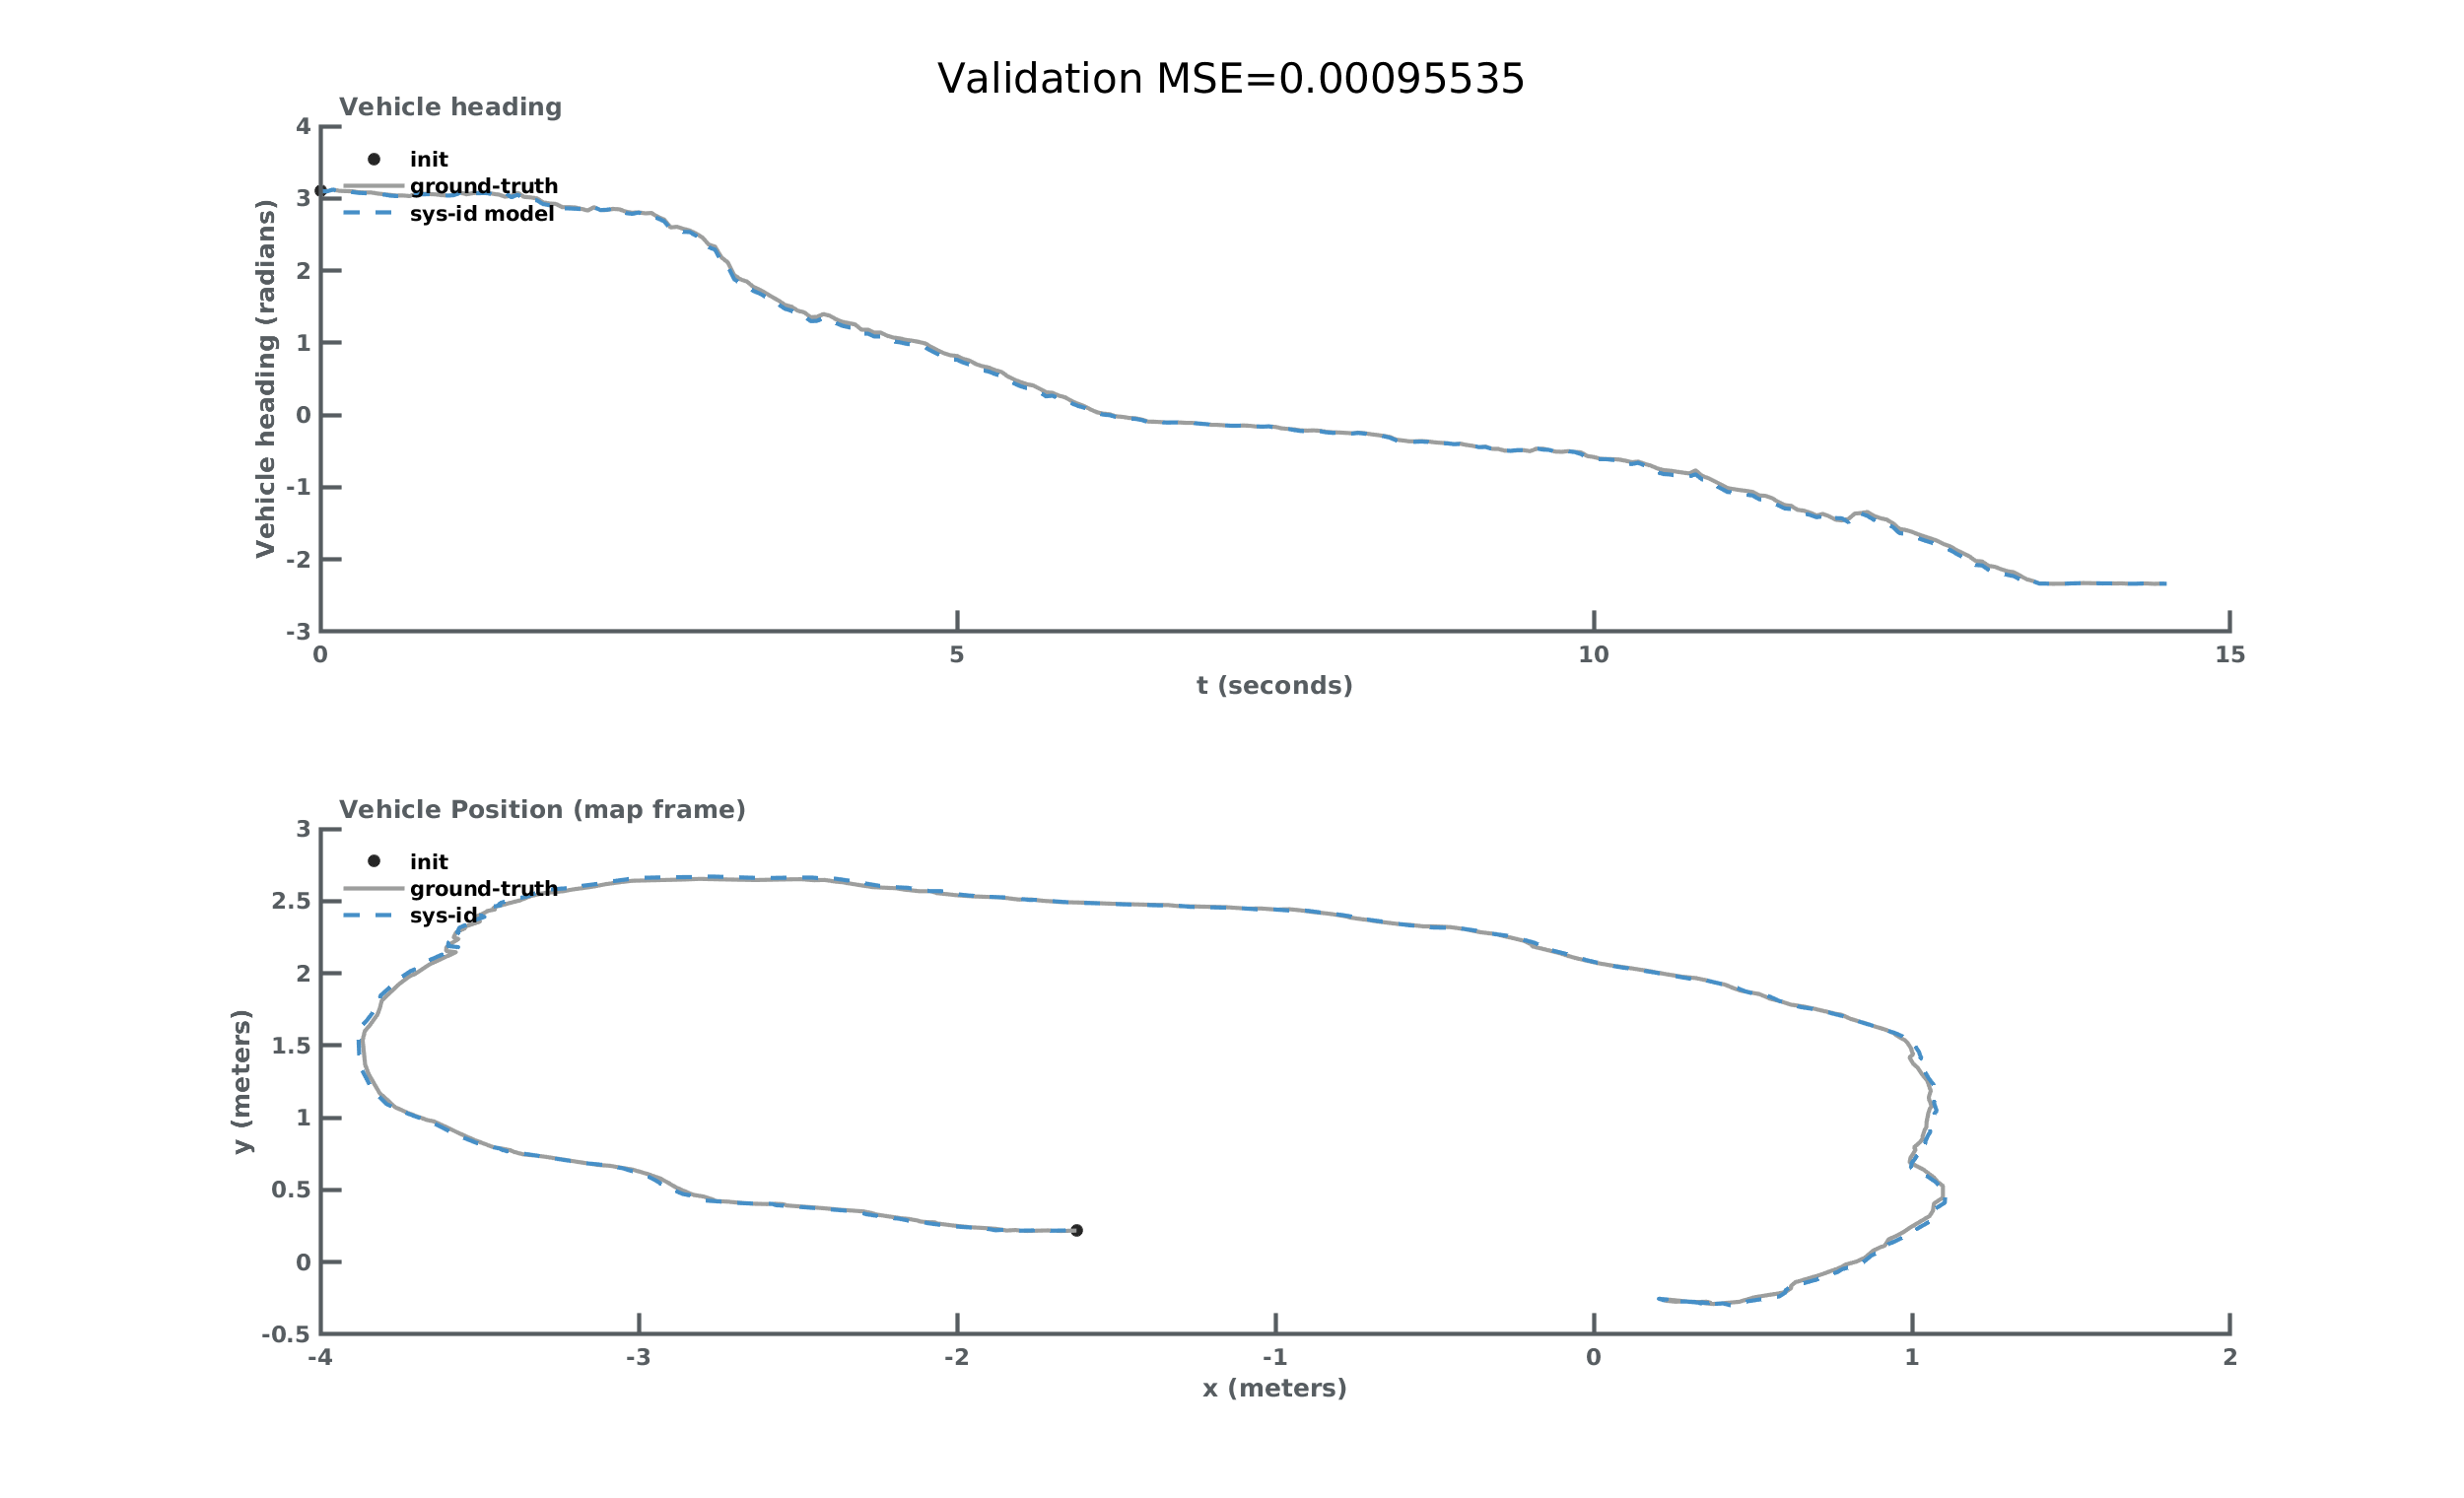 Validation MSE=0.00095535
Vehicle heading
4
3
2
1
0
-1
-2
-3
Vehicle heading (radians)
init
ground-truth
sys-id model
0 5 10 15
t (seconds)
Vehicle Position (map frame)
3
2.5
2
1.5
1
0.5
0
-0.5
y (meters)
init
ground-truth
sys-id
-4 -3 -2 -1 0 1 2
x (meters)